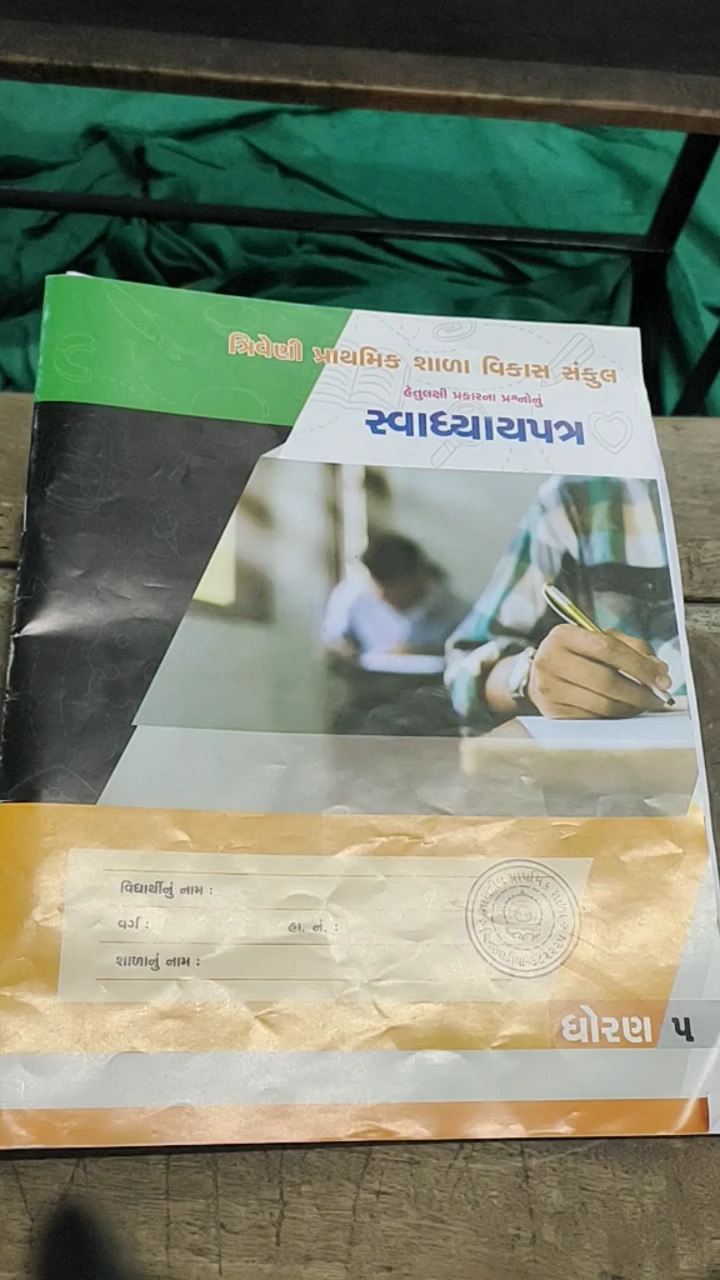 ત્રિવેણી પ્રાથમિક શાળા વિકાસ સંકુલ
હેતુલક્ષી પ્રકારના પ્રશ્નોનું
સ્વાધ્યાયપત્ર
વિદ્યાર્થીનું નામ :
વર્ગ : હા. નં. :
શાળાનું નામ :
ધોરણ ૫